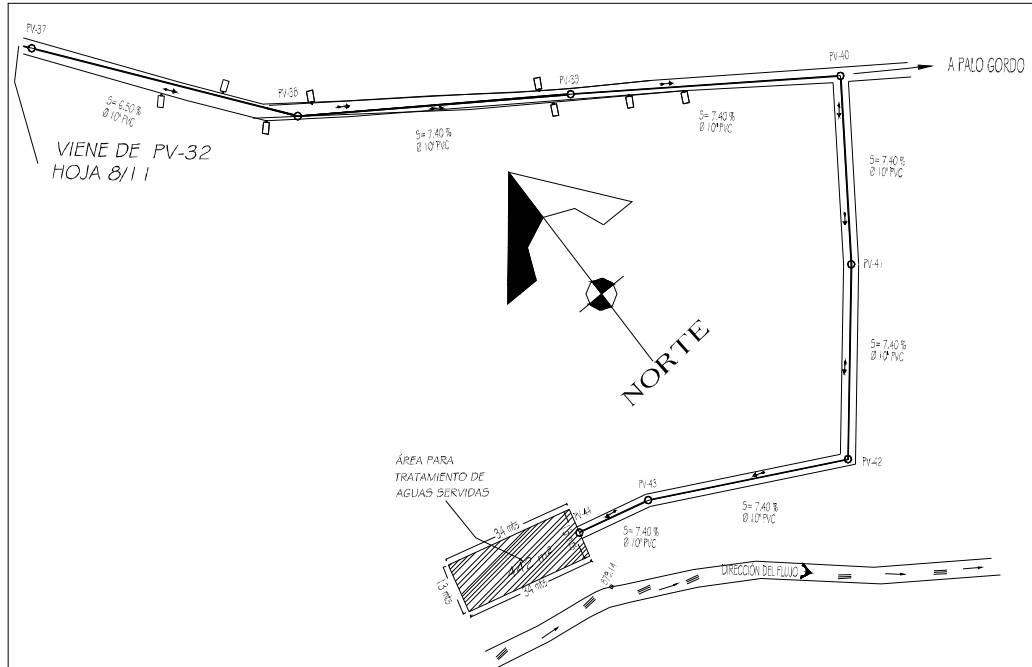 PV-37
PV-38
PV-39
PV-40
A PALO GORDO
S= 6.50 %
Ø 10" PVC
VIENE DE PV-32
HOJA 8/11
S= 7.40 %
Ø 10" PVC
S= 7.40 %
Ø 10" PVC
S= 7.40 %
Ø 10" PVC
PV-41
S= 7.40 %
Ø 10" PVC
NORTE
PV-42
ÁREA PARA
TRATAMIENTO DE
AGUAS SERVIDAS
PV-43
PV-44
S= 7.40 %
Ø 10" PVC
S= 7.40 %
Ø 10" PVC
34 mts
13 mts
442 mt2
34 mts
DIRECCIÓN DEL FLUJO